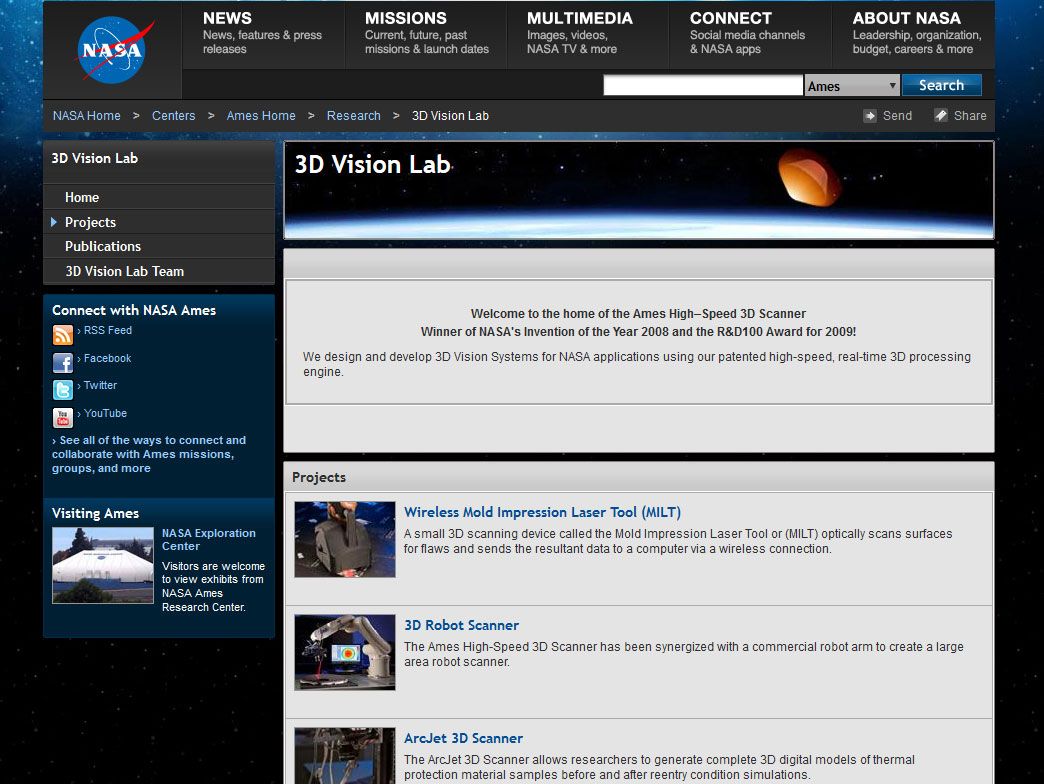 NASA
NEWS
News, features & press
releases
MISSIONS
Current, future, past
missions & launch dates
MULTIMEDIA
Images, videos,
NASA TV & more
CONNECT
Social media channels
& NASA apps
ABOUT NASA
Leadership, organization,
budget, careers & more
Ames
Search
NASA Home > Centers > Ames Home > Research > 3D Vision Lab
Send
Share
3D Vision Lab
Home
Projects
Publications
3D Vision Lab Team
Connect with NASA Ames
› RSS Feed
› Facebook
› Twitter
You
Tube
› YouTube
› See all of the ways to connect and
collaborate with Ames missions,
groups, and more
Visiting Ames
NASA Exploration
Center
Visitors are welcome
to view exhibits from
NASA Ames
Research Center.
3D Vision Lab
Welcome to the home of the Ames High–Speed 3D Scanner
Winner of NASA's Invention of the Year 2008 and the R&D100 Award for 2009!
We design and develop 3D Vision Systems for NASA applications using our patented high-speed, real-time 3D processing
engine.
Projects
Wireless Mold Impression Laser Tool (MILT)
A small 3D scanning device called the Mold Impression Laser Tool or (MILT) optically scans surfaces
for flaws and sends the resultant data to a computer via a wireless connection.
3D Robot Scanner
The Ames High-Speed 3D Scanner has been synergized with a commercial robot arm to create a large
area robot scanner.
ArcJet 3D Scanner
The ArcJet 3D Scanner allows researchers to generate complete 3D digital models of thermal
protection material samples before and after reentry condition simulations.